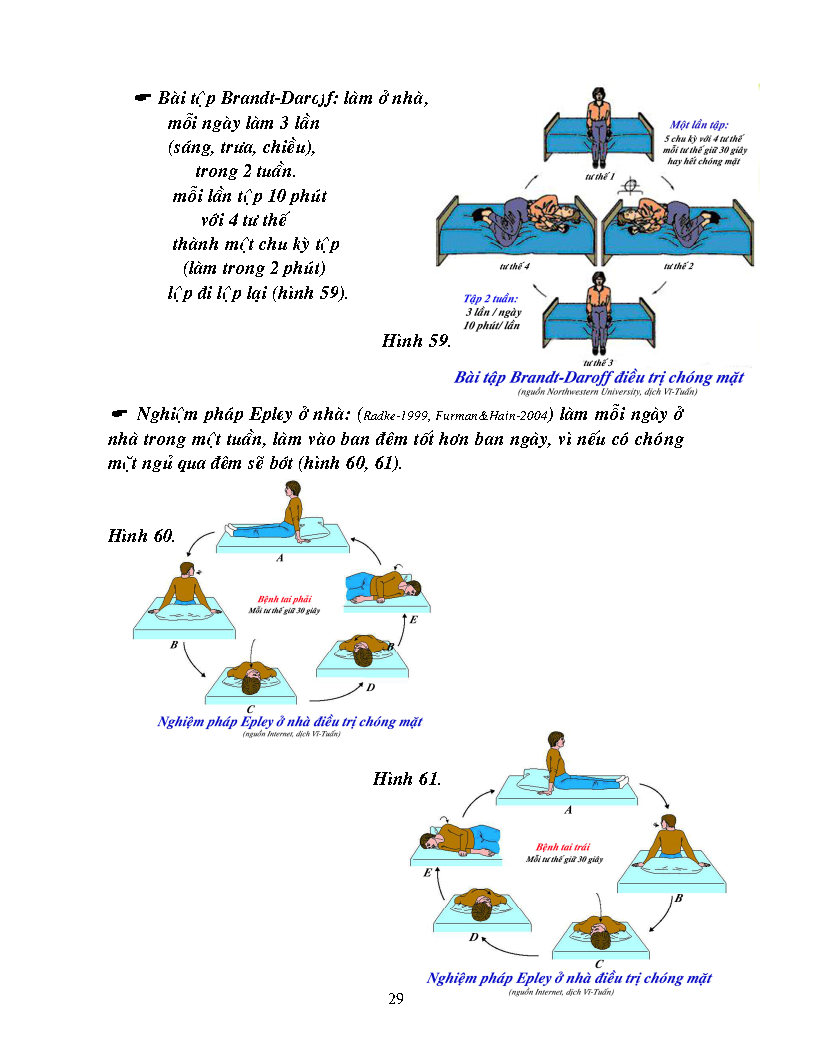 ☛ Bài tập Brandt-Daroff: làm ở nhà,
mỗi ngày làm 3 lần
(sáng, trưa, chiều),
trong 2 tuần.
mỗi lần tập 10 phút
với 4 tư thế
thành một chu kỳ tập
(làm trong 2 phút)
lập đi lập lại (hình 59).
Một lần tập:
5 chu kỳ với 4 tư thế
mỗi tư thế giữ 30 giây
hay hết chóng mặt
tư thế 1
tư thế 4
tư thế 2
Tập 2 tuần:
3 lần / ngày
10 phút/ lần
Hình 59.
tư thế 3
Bài tập Brandt-Daroff điều trị chóng mặt
(nguồn Northwestern University, dịch Vĩ-Tuấn)
☛ Nghiệm pháp Epley ở nhà: (Radke-1999, Furman&Hain-2004) làm mỗi ngày ở
nhà trong một tuần, làm vào ban đêm tốt hơn ban ngày, vì nếu có chóng
mặt ngủ qua đêm sẽ bớt (hình 60, 61).
Hình 60.
A
Bệnh tai phải
Mỗi tư thế giữ 30 giây
E
B
B
D
C
Nghiệm pháp Epley ở nhà điều trị chóng mặt
(nguồn Internet, dịch Vĩ-Tuấn)
Hình 61.
A
Bệnh tai trái
Mỗi tư thế giữ 30 giây
E
B
D
C
Nghiệm pháp Epley ở nhà điều trị chóng mặt
(nguồn Internet, dịch Vĩ-Tuấn)
29